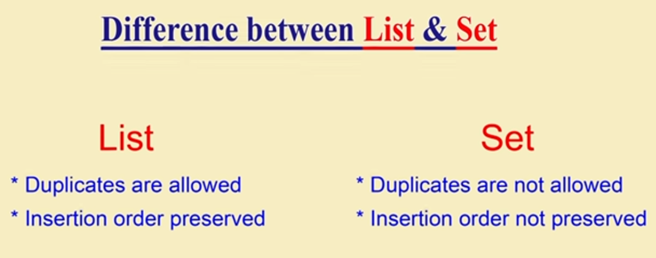 Difference between List & Set
List
* Duplicates are allowed
* Insertion order preserved
Set
* Duplicates are not allowed
* Insertion order not preserved